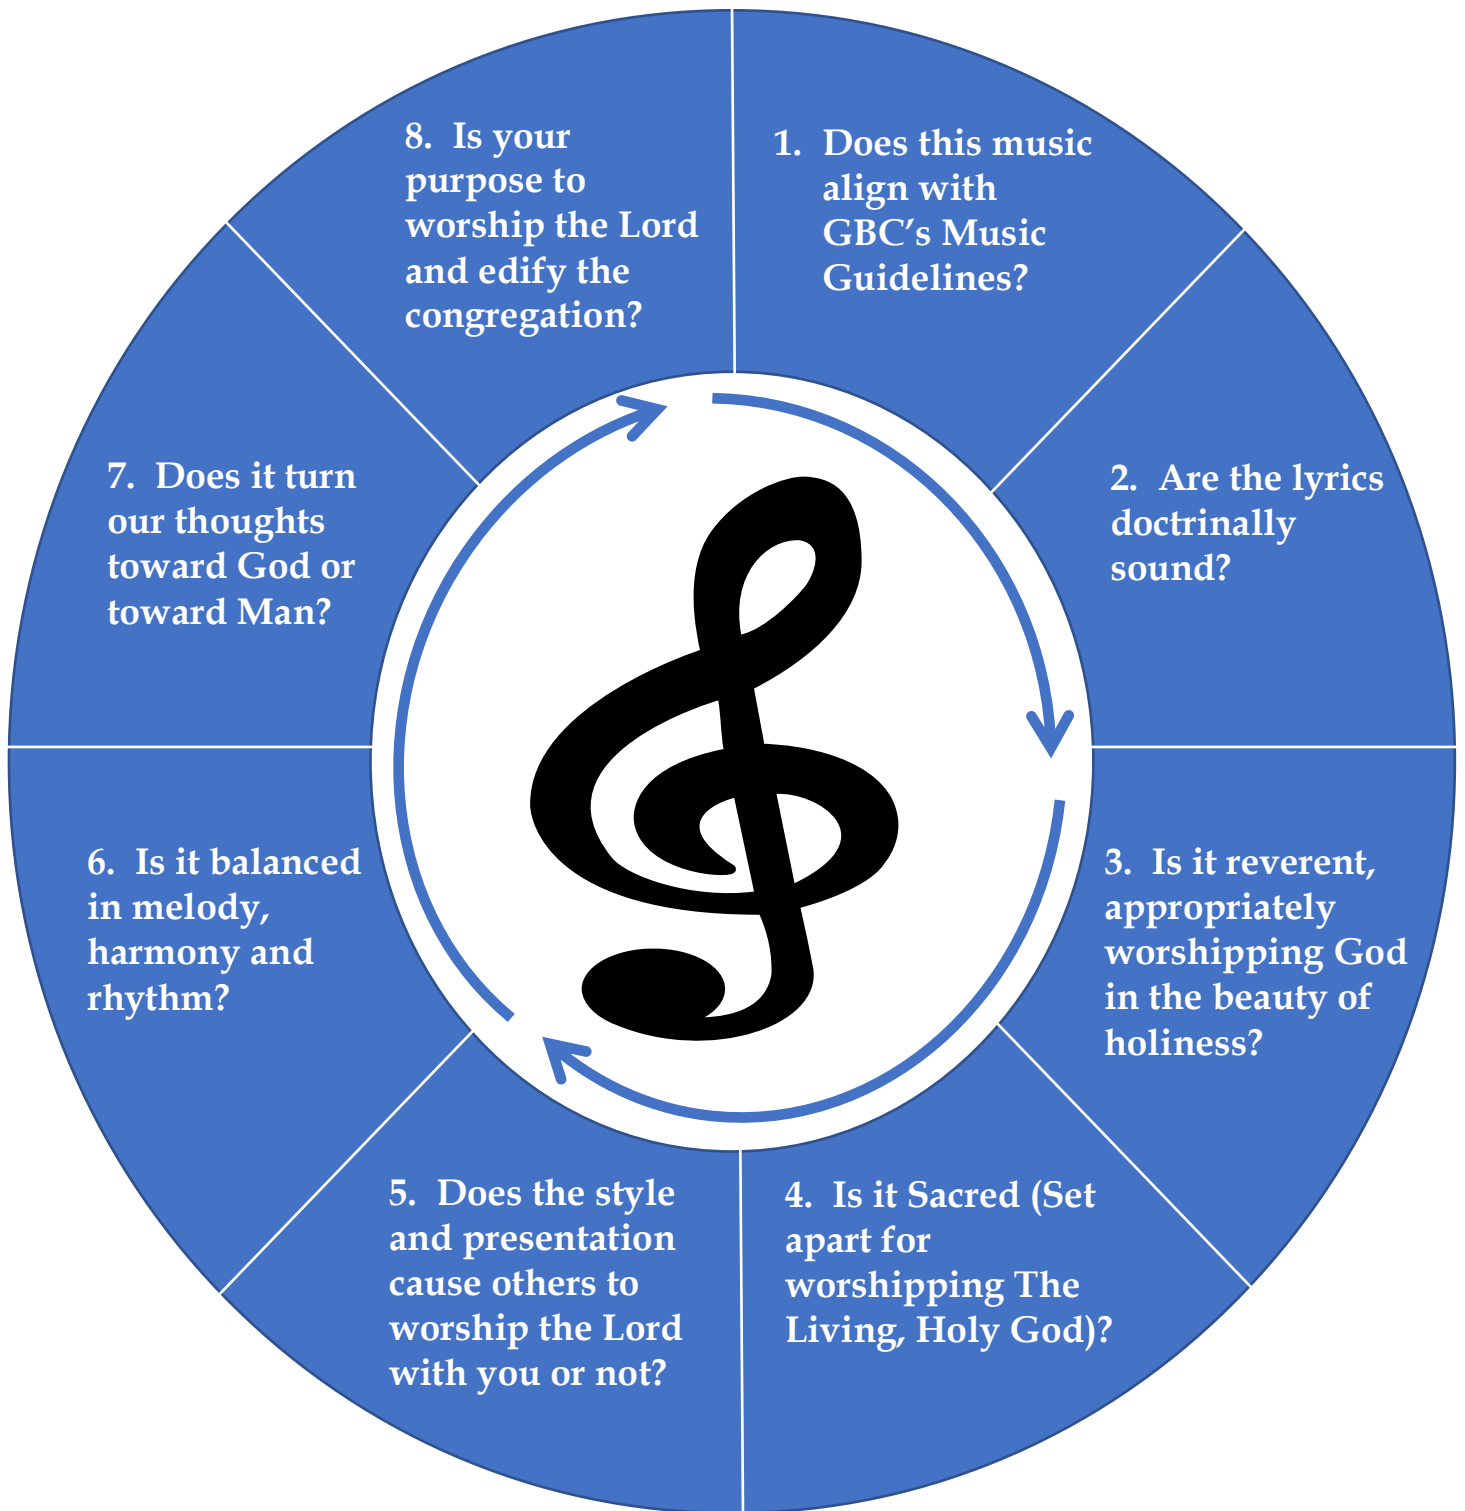 1. Does this music
align with
GBC’s Music
Guidelines?
2. Are the lyrics
doctrinally
sound?
3. Is it reverent,
appropriately
worshipping God
in the beauty of
holiness?
4. Is it Sacred (Set
apart for
worshipping The
Living, Holy God)?
5. Does the style
and presentation
cause others to
worship the Lord
with you or not?
6. Is it balanced
in melody,
harmony and
rhythm?
7. Does it turn
our thoughts
toward God or
toward Man?
8. Is your
purpose to
worship the Lord
and edify the
congregation?